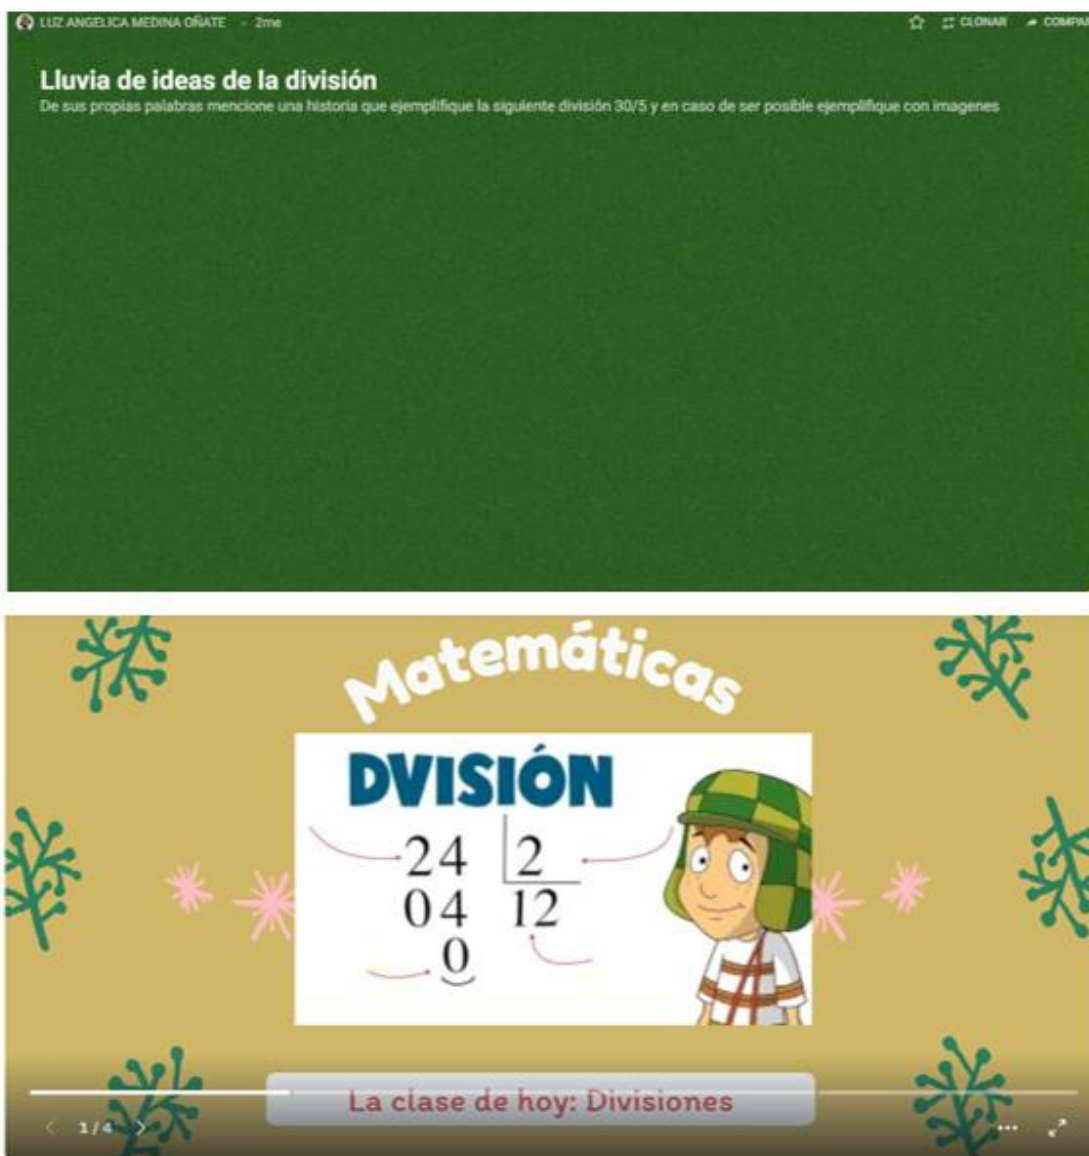 LUZ ANGELICA MEDINA OÑATE • 2me
CLONAR COMPAR
Lluvia de ideas de la división
De sus propias palabras mencione una historia que ejemplifique la siguiente división 30/5 y en caso de ser posible ejemplifique con imagenes
Matemáticas
DVISIÓN
24 2
04 12
0
La clase de hoy: Divisiones
1/4